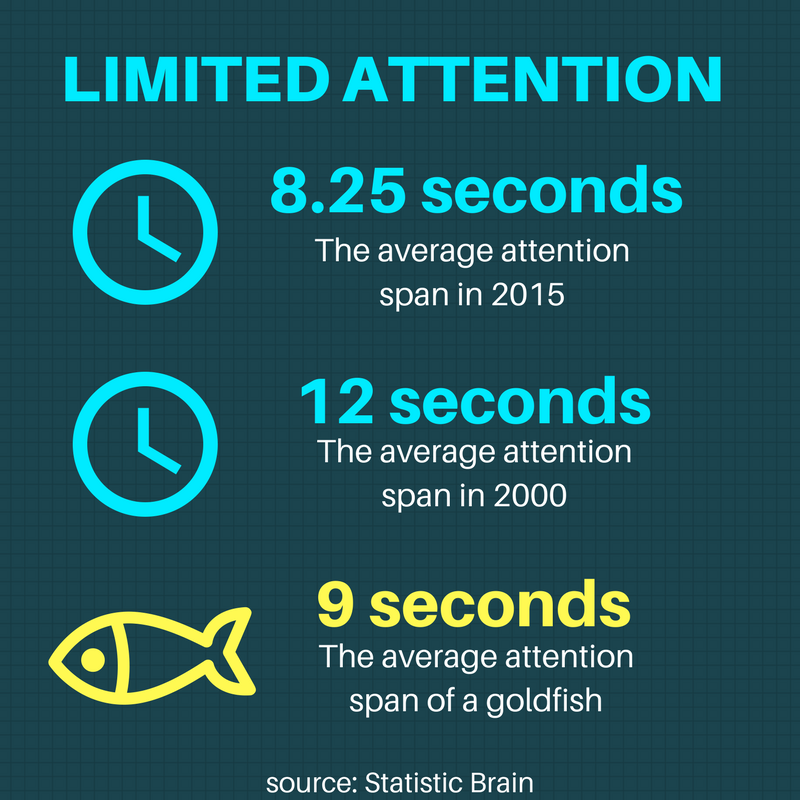 LIMITED ATTENTION
8.25 seconds
The average attention
span in 2015
12 seconds
The average attention
span in 2000
9 seconds
The average attention
span of a goldfish
source: Statistic Brain